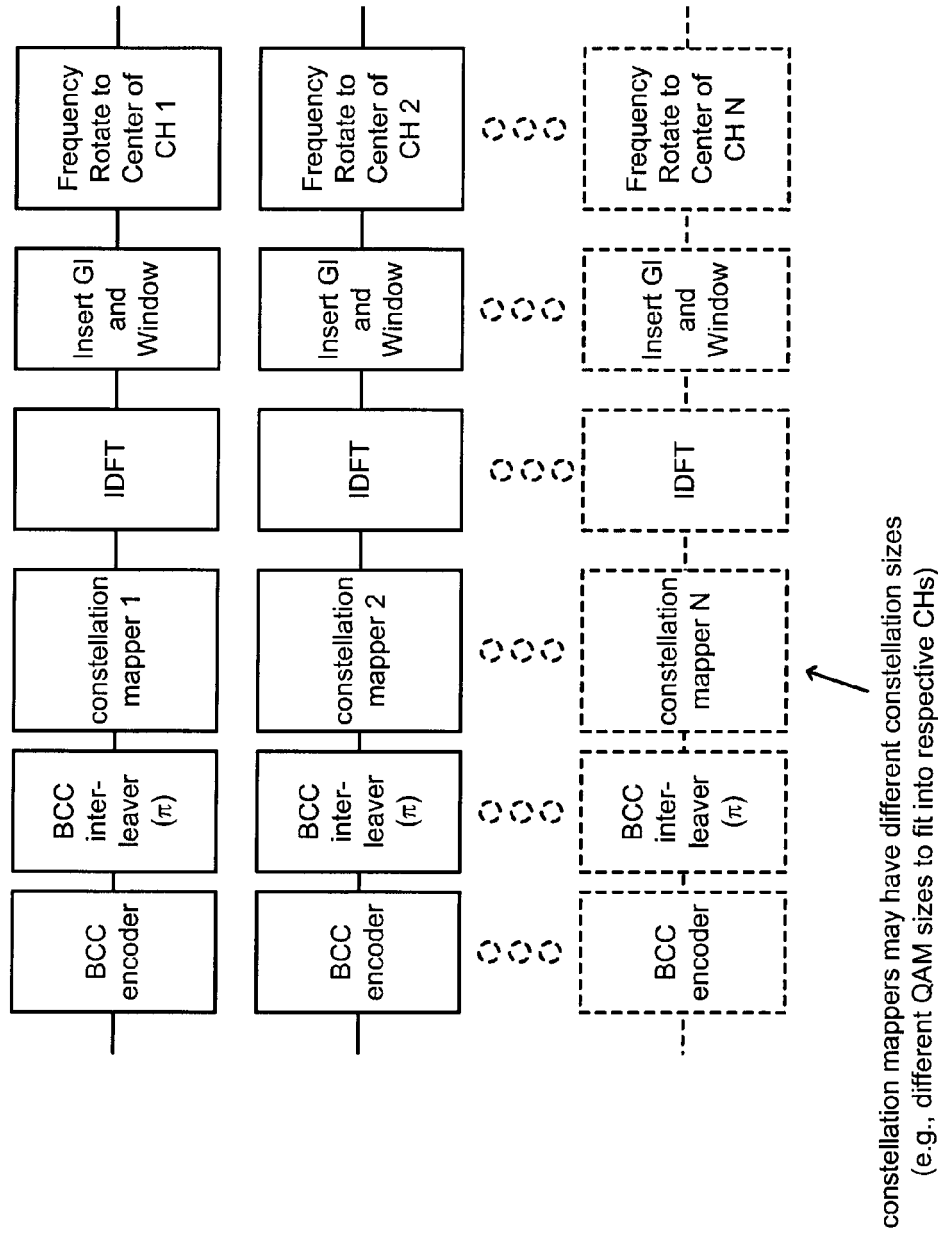 BCC
encoder
BCC
inter-
leaver
(π)
constellation
mapper 1
IDFT
Insert GI
and
Window
Frequency
Rotate to
Center of
CH 1
BCC
encoder
BCC
inter-
leaver
(π)
constellation
mapper 2
IDFT
Insert GI
and
Window
Frequency
Rotate to
Center of
CH 2
BCC
encoder
BCC
inter-
leaver
(π)
constellation
mapper N
IDFT
Insert GI
and
Window
Frequency
Rotate to
Center of
CH N
constellation mappers may have different constellation sizes
(e.g., different QAM sizes to fit into respective CHs)